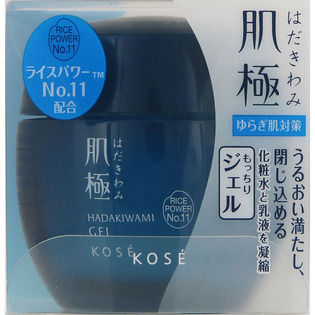 RICE
POWER
No.11
ライスパワー™
No.11
配合
はだきわみ
肌極
ゆらぎ肌対策
うるおい満たし、
閉じ込める
化粧水と乳液を凝縮
もっちり
ジェル
はだきわみ
肌極
HADAKIWAMI
GEL
RICE
POWER
No.11
KOSÉ
KOSÉ